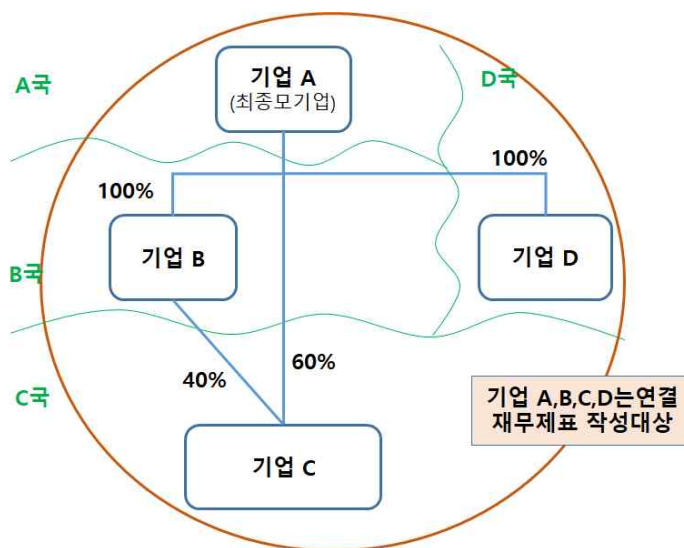 A국
기업 A
(최종모기업)
D국
100%
100%
기업 B
기업 D
B국
40%
60%
C국
기업 A,B,C,D는연결
재무제표 작성대상
기업 C